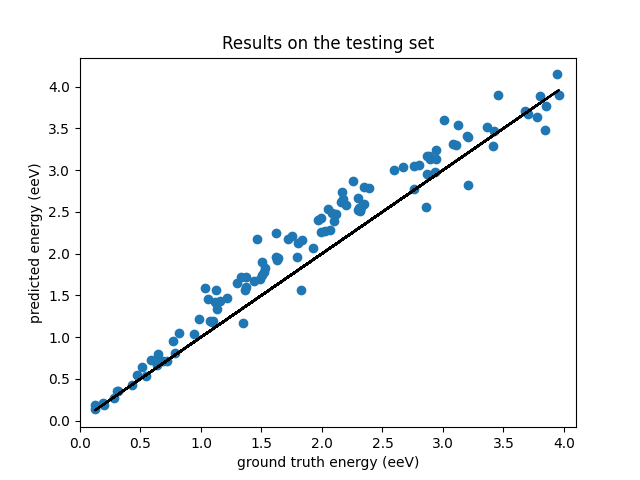 Results on the testing set
predicted energy (eeV)
4.0
3.5
3.0
2.5
2.0
1.5
1.0
0.5
0.0
0.0 0.5 1.0 1.5 2.0 2.5 3.0 3.5 4.0
ground truth energy (eeV)